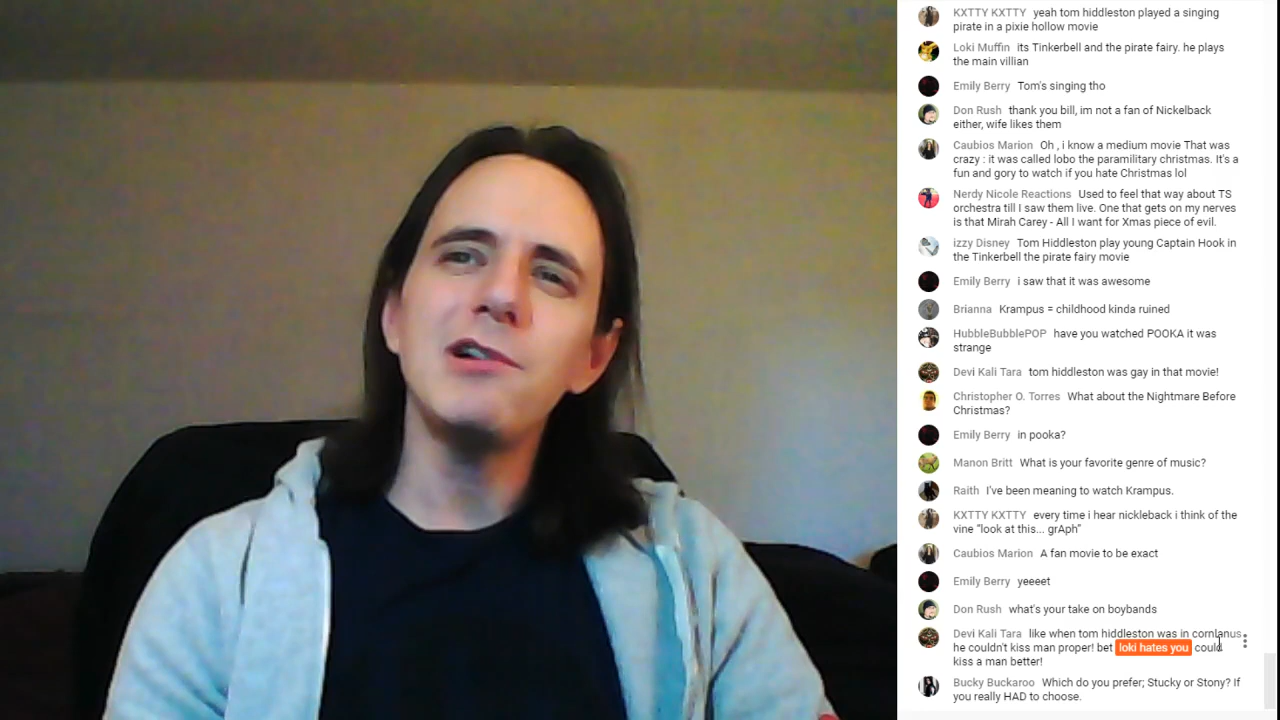 KXTTY KXTTY yeah tom hiddleston played a singing
pirate in a pixie hollow movie
Loki Muffin its Tinkerbell and the pirate fairy. he plays
the main villian
Emily Berry Tom's singing tho
Don Rush thank you bill, im not a fan of Nickelback
either, wife likes them
Caubios Marion Oh , i know a medium movie That was
crazy : it was called lobo the paramilitary christmas. It's a
fun and gory to watch if you hate Christmas lol
Nerdy Nicole Reactions Used to feel that way about TS
orchestra till I saw them live. One that gets on my nerves
is that Mirah Carey - All I want for Xmas piece of evil.
izzy Disney Tom Hiddleston play young Captain Hook in
the Tinkerbell the pirate fairy movie
Emily Berry i saw that it was awesome
Brianna Krampus = childhood kinda ruined
HubbleBubblePOP have you watched POOKA it was
strange
Devi Kali Tara tom hiddleston was gay in that movie!
Christopher O. Torres What about the Nightmare Before
Christmas?
Emily Berry in pooka?
Manon Britt What is your favorite genre of music?
Raith I've been meaning to watch Krampus.
KXTTY KXTTY every time i hear nickleback i think of the
vine “look at this... grAph”
Caubios Marion A fan movie to be exact
Emily Berry yeeeet
Don Rush what's your take on boybands
Devi Kali Tara like when tom hiddleston was in cornlanus
he couldn't kiss man proper! bet loki hates you could
kiss a man better!
Bucky Buckaroo Which do you prefer; Stucky or Stony? If
you really HAD to choose.